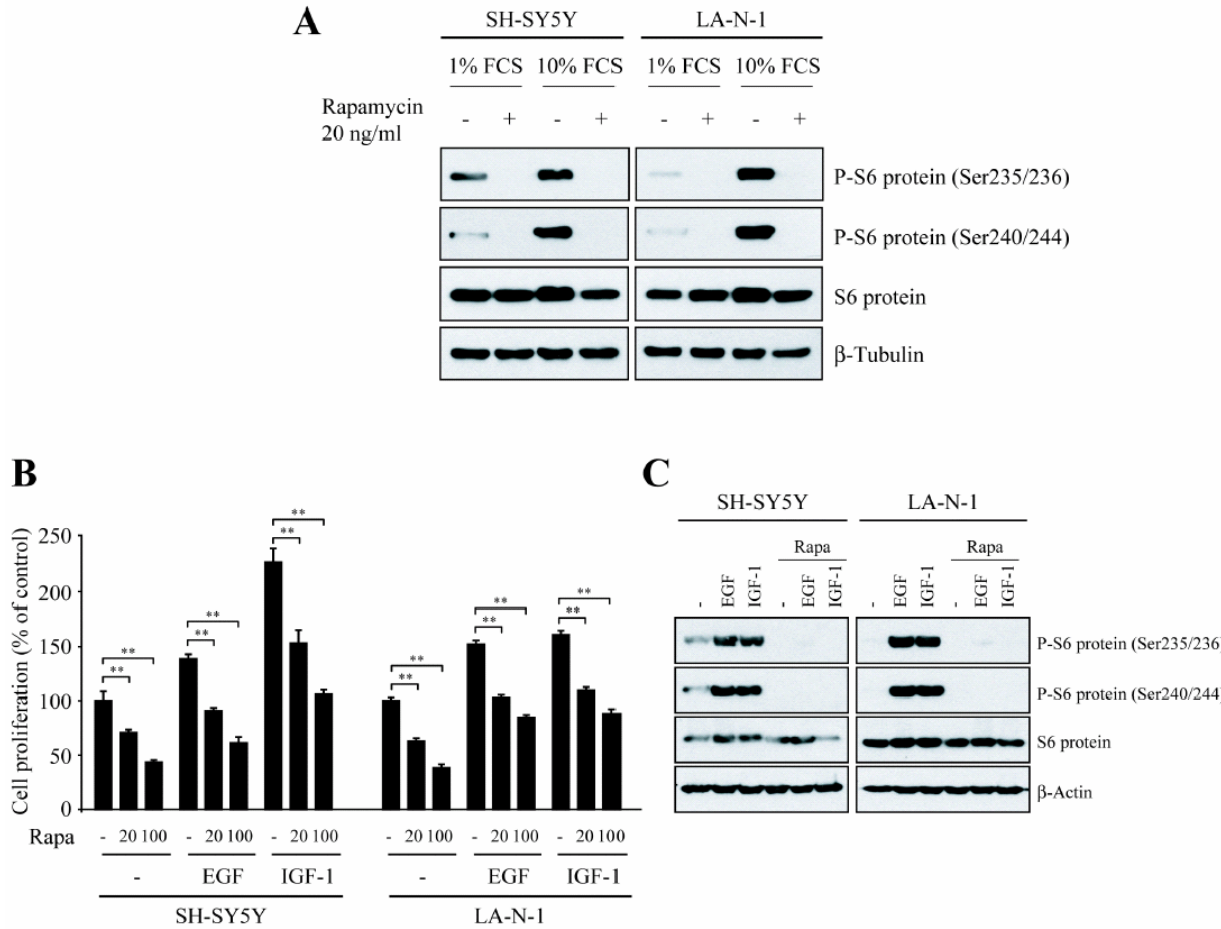 A
SH-SY5Y LA-N-1
1% FCS 10% FCS 1% FCS 10% FCS
Rapamycin
20 ng/ml
- + - + - + - +
P-S6 protein (Ser235/236)
P-S6 protein (Ser240/244)
S6 protein
β-Tubulin
B
Cell proliferation (% of control)
250
200
150
100
50
0
** ** ** ** ** ** ** ** ** ** ** **
Rapa - 20 100 - 20 100 - 20 100 - 20 100 - 20 100 - 20 100
- EGF IGF-1 - EGF IGF-1
SH-SY5Y LA-N-1
C
SH-SY5Y LA-N-1
Rapa Rapa
- EGF IGF-1 - EGF IGF-1 - EGF IGF-1 - EGF IGF-1
P-S6 protein (Ser235/236
P-S6 protein (Ser240/244)
S6 protein
β-Actin